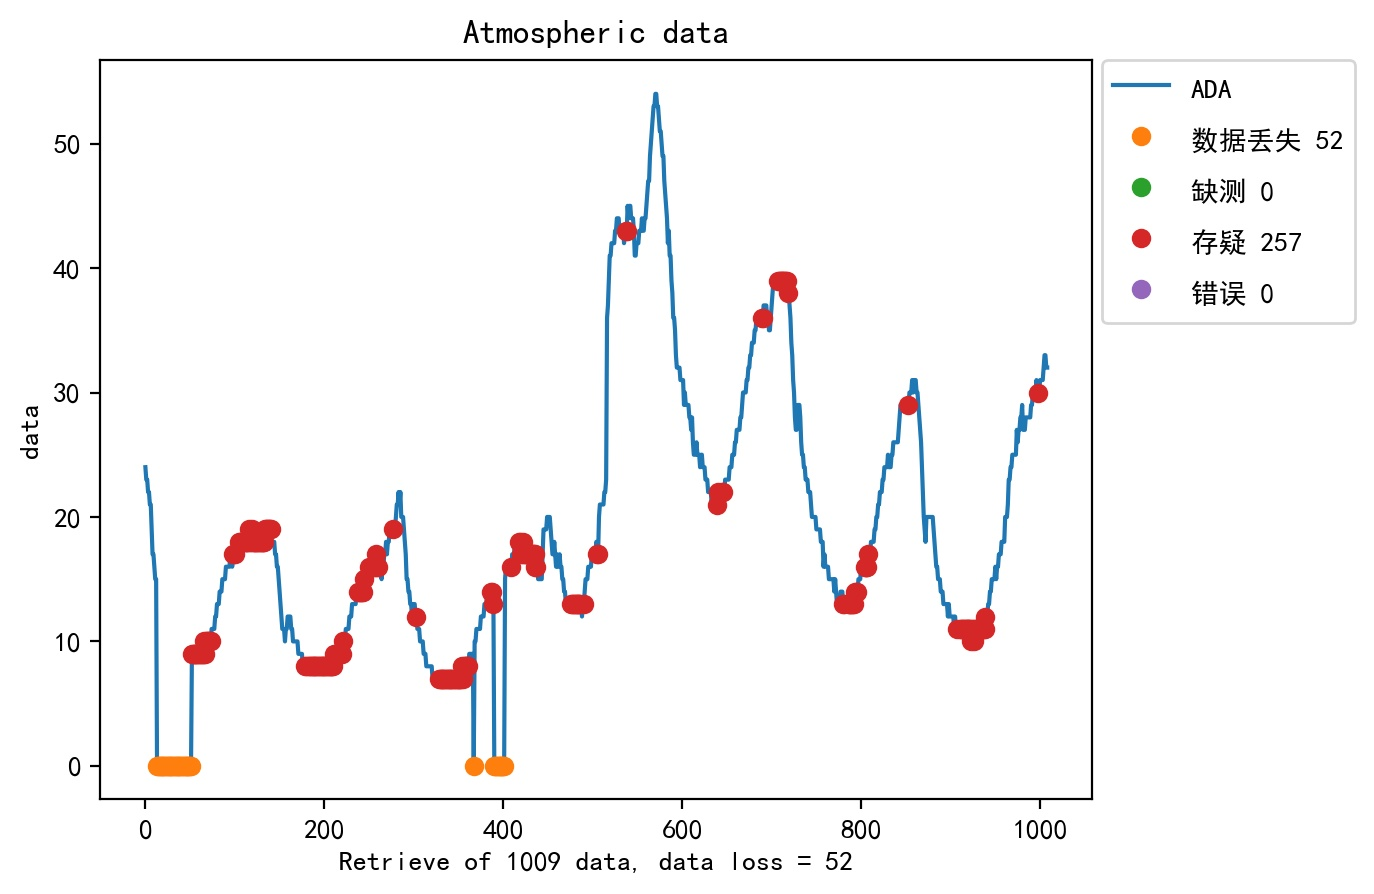 Atmospheric data
ADA
数据丢失 52
缺测 0
存疑 257
错误 0
50
40
30
20
10
0
data
0 200 400 600 800 1000
Retrieve of 1009 data, data loss = 52